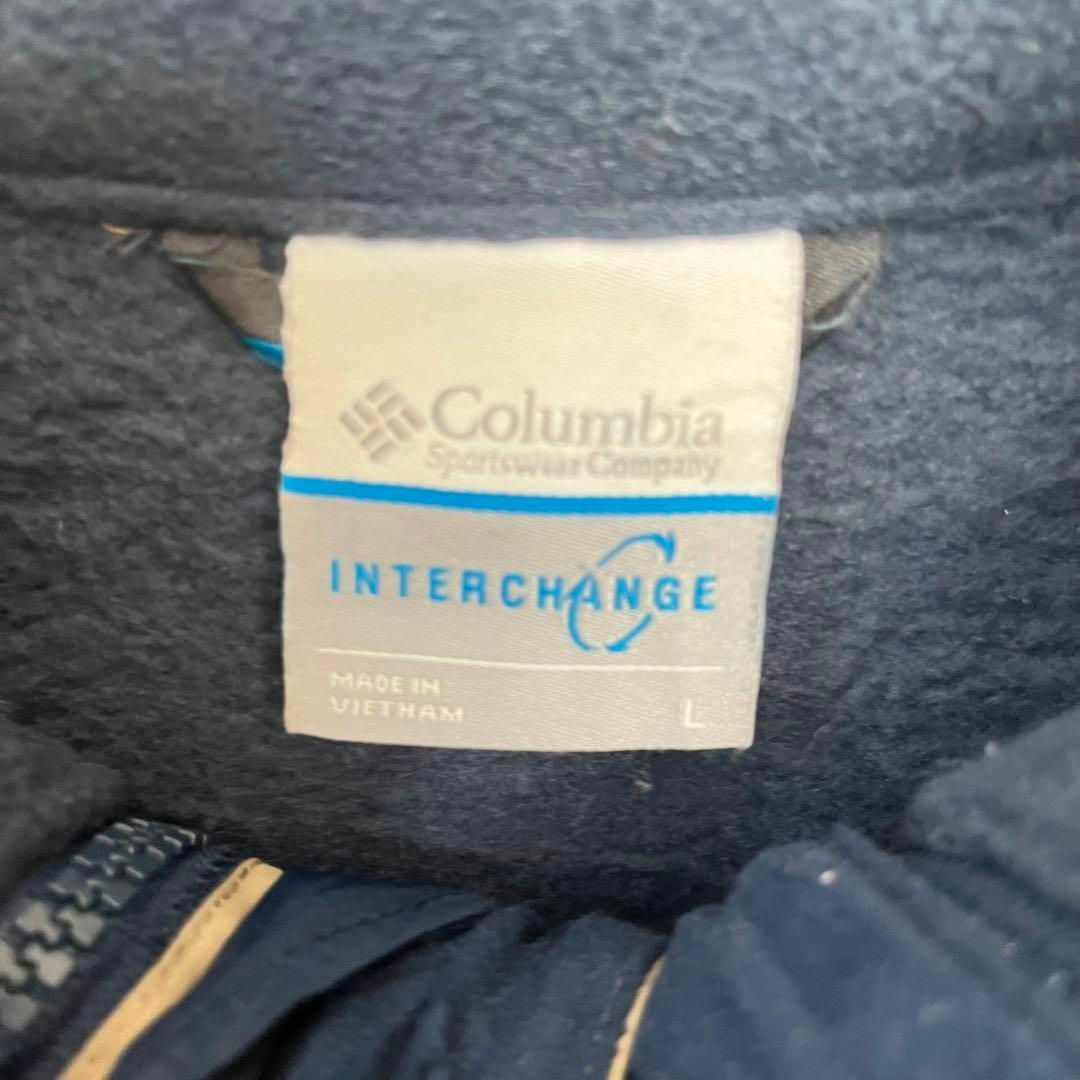 Columbia
Sportswear Company
INTERCHANGE
MADE IN
VIETNAM
L